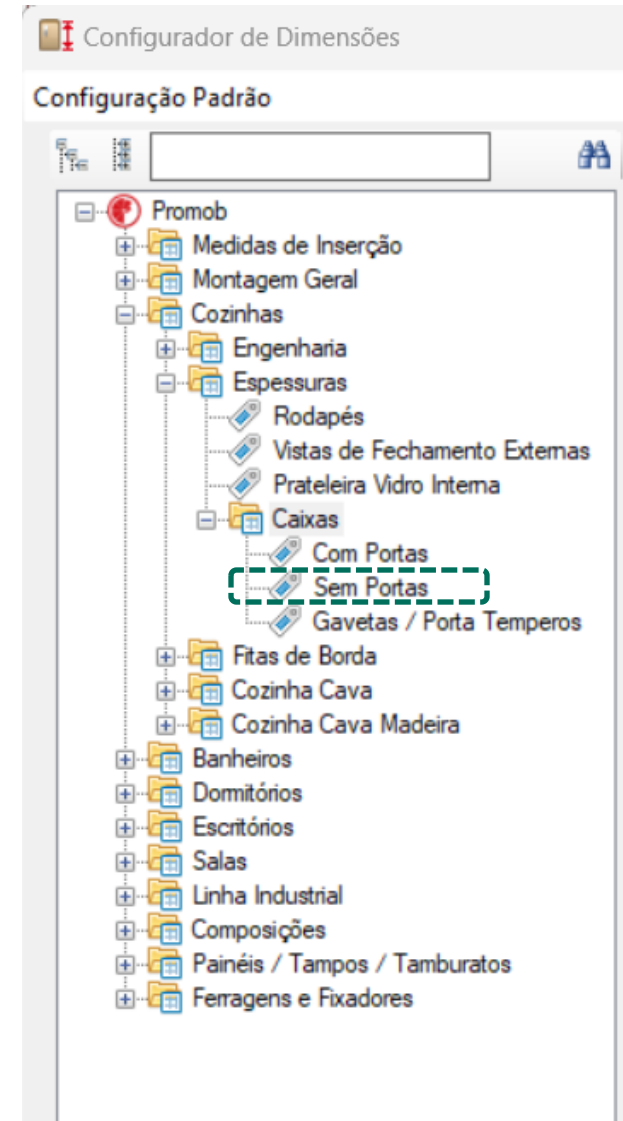 Configurador de Dimensões
Configuração Padrão
Promob
Medidas de Inserção
Montagem Geral
Cozinhas
Engenharia
Espessuras
Rodapés
Vistas de Fechamento Externas
Prateleira Vidro Interna
Caixas
Com Portas
Sem Portas
Gavetas / Porta Temperos
Fitas de Borda
Cozinha Cava
Cozinha Cava Madeira
Banheiros
Dormitórios
Escritórios
Salas
Linha Industrial
Composições
Painéis / Tampos / Tamburatos
Ferragens e Fixadores